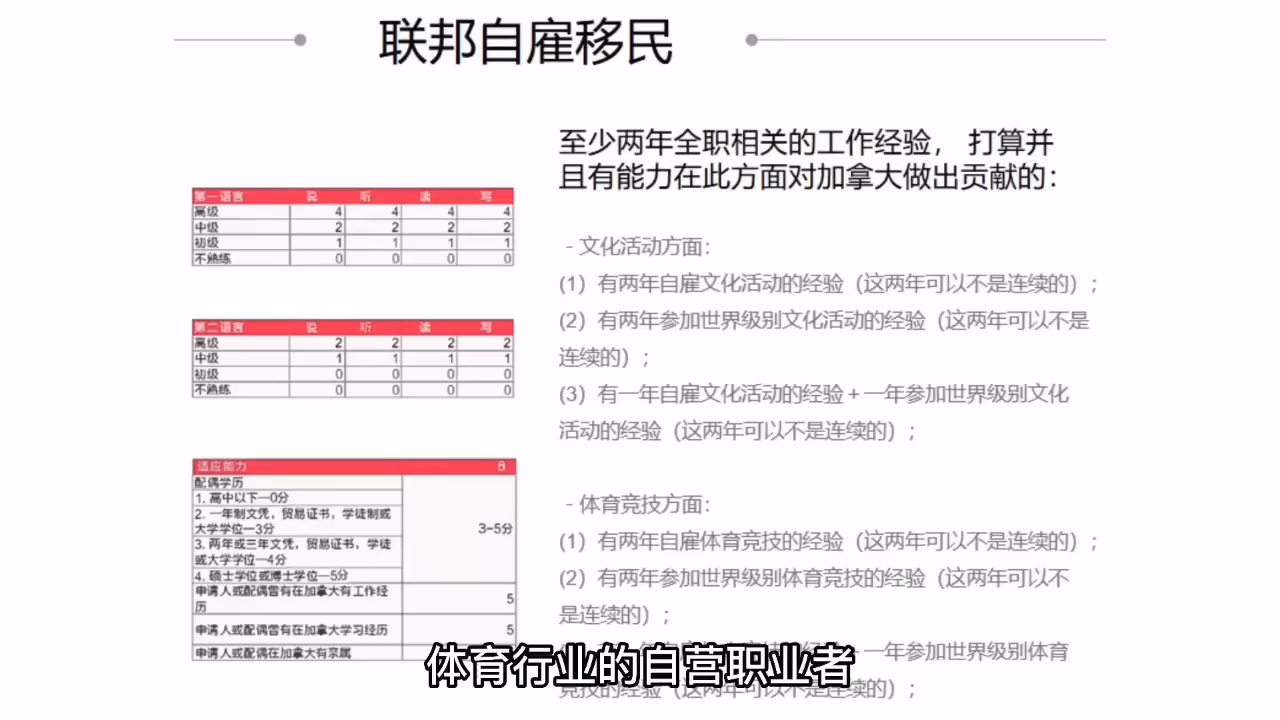 联邦自雇移民
至少两年全职相关的工作经验， 打算并
且有能力在此方面对加拿大做出贡献的：
第一语言 说 听 读 写
高级 4 4 4 4
中级 2 2 2 2
初级 1 1 1 1
不熟练 0 0 0 0
第二语言 说 听 读 写
高级 2 2 2 2
中级 1 1 1 1
初级 0 0 0 0
不熟练 0 0 0 0
适应能力 6
配偶学历
1. 高中以下—0分
2. 一年制文凭，贸易证书，学徒制或
大学学位—3分
3-5分
3. 两年或三年文凭，贸易证书，学徒
或大学学位—4分
4. 硕士学位或博士学位—5分
申请人或配偶曾有在加拿大有工作经
历
5
申请人或配偶曾有在加拿大学习经历 5
申请人或配偶在加拿大有亲属
- 文化活动方面：
(1）有两年自雇文化活动的经验（这两年可以不是连续的）；
(2）有两年参加世界级别文化活动的经验（这两年可以不是
连续的）；
(3）有一年自雇文化活动的经验 + 一年参加世界级别文化
活动的经验（这两年可以不是连续的）；
- 体育竞技方面：
(1）有两年自雇体育竞技的经验（这两年可以不是连续的）；
(2）有两年参加世界级别体育竞技的经验（这两年可以不
是连续的）；
一年参加世界级别体育
竞技的经验（这两年可以不是连续的）；
体育行业的自营职业者